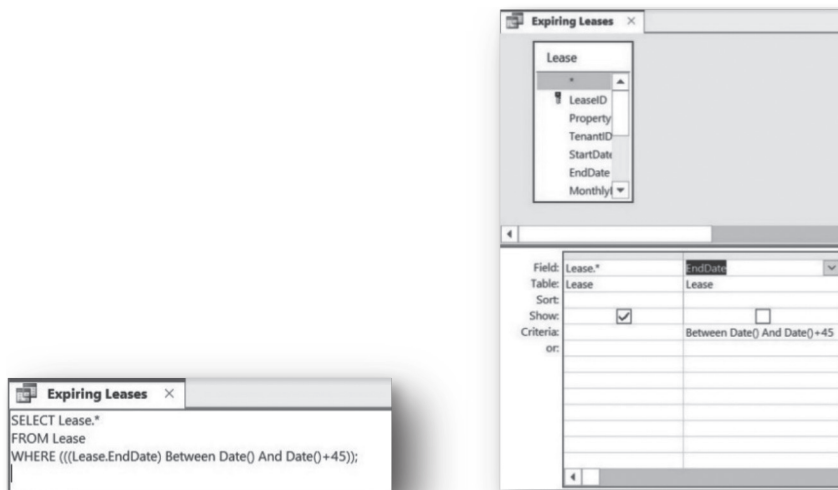 Expiring Leases
SELECT Lease.*
FROM Lease
WHERE (((Lease.EndDate) Between Date() And Date()+45));
Expiring Leases
Lease
*
LeaseID
Property
TenantID
StartDate
EndDate
Monthly
Field: Lease.* EndDate
Table: Lease Lease
Sort:
Show:
Criteria: Between Date() And Date()+45
or: